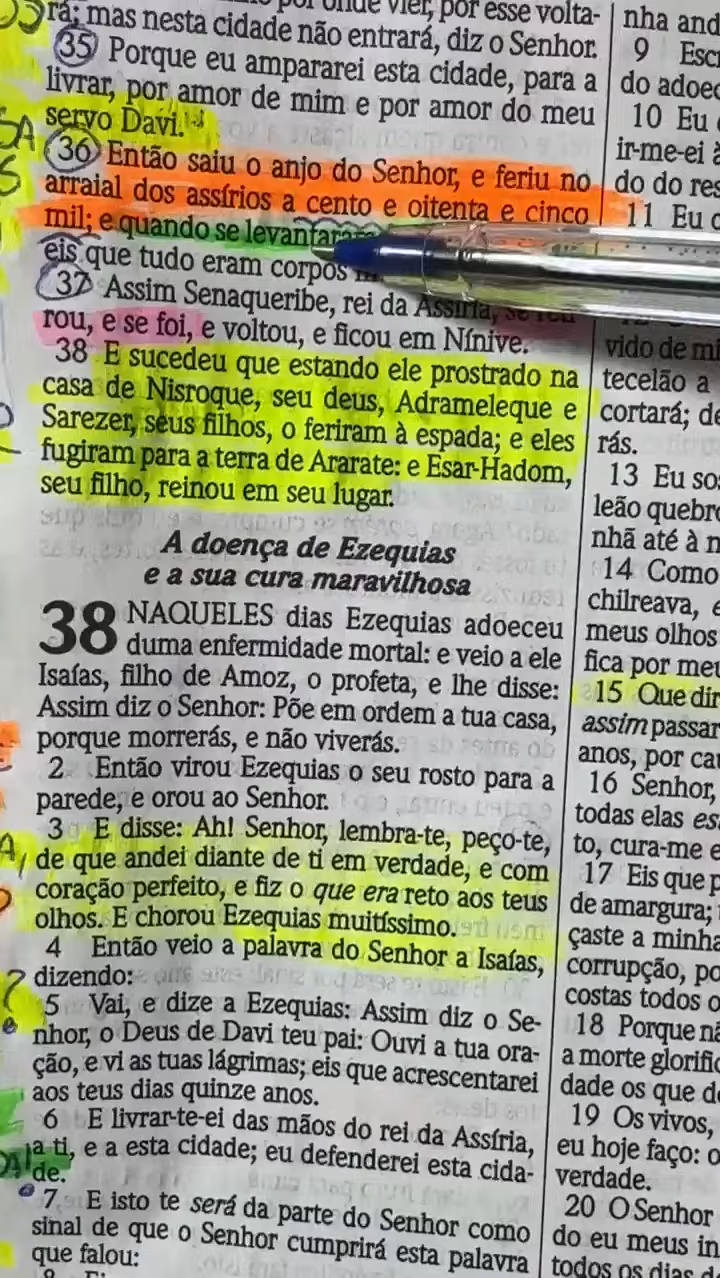 rá; mas nesta cidade não entrará, diz o Senhor.
35 Porque eu ampararei esta cidade, para a
livrar, por amor de mim e por amor do meu
servo Davi.
36 Então saiu o anjo do Senhor, e feriu no
arraial dos assírios a cento e oitenta e cinco
mil; e quando se levantaram
eis que tudo eram corpos
37 Assim Senaqueribe, rei da Assíria, se reti
rou, e se foi, e voltou, e ficou em Nínive.
38 E sucedeu que estando ele prostrado na
casa de Nisroque, seu deus, Adrameleque e
Sarezer, seus filhos, o feriram à espada; e eles
fugiram para a terra de Ararate: e Esar-Hadom,
seu filho, reinou em seu lugar.
A doença de Ezequias
e a sua cura maravilhosa
38 NAQUELES dias Ezequias adoeceu
duma enfermidade mortal: e veio a ele
Isaías, filho de Amoz, o profeta, e lhe disse:
Assim diz o Senhor: Põe em ordem a tua casa,
porque morrerás, e não viverás.
2 Então virou Ezequias o seu rosto para a
parede, e orou ao Senhor.
3 E disse: Ah! Senhor, lembra-te, peço-te,
de que andei diante de ti em verdade, e com
coração perfeito, e fiz o que era reto aos teus
olhos. E chorou Ezequias muitíssimo.
4 Então veio a palavra do Senhor a Isaías,
dizendo:
5 Vai, e dize a Ezequias: Assim diz o Se-
nhor, o Deus de Davi teu pai: Ouvi a tua ora-
ção, e vi as tuas lágrimas; eis que acrescentarei
aos teus dias quinze anos.
6 E livrar-te-ei das mãos do rei da Assíria,
a ti, e a esta cidade; eu defenderei esta cida-
de.
7 E isto te será da parte do Senhor como
sinal de que o Senhor cumprirá esta palavra
que falou:
nha and
9 Escr
do adoec
10 Eu
ir-me-ei
do do res
11 Eu d
vido de mi
tecelão a
cortará; de
rás.
13 Eu so
leão quebro
nhã até à n
14 Como
chilreava, e
meus olhos
fica por meu
15 Que dir
assim passar
anos, por cau
16 Senhor,
todas elas es
to, cura-me e
17 Eis que p
de amargura;
çaste a minha
corrupção, po
costas todos o
18 Porque nã
a morte glorific
dade os que d
19 Os vivos,
eu hoje faço: o
verdade.
20 O Senhor
do eu meus in
todos os dias d